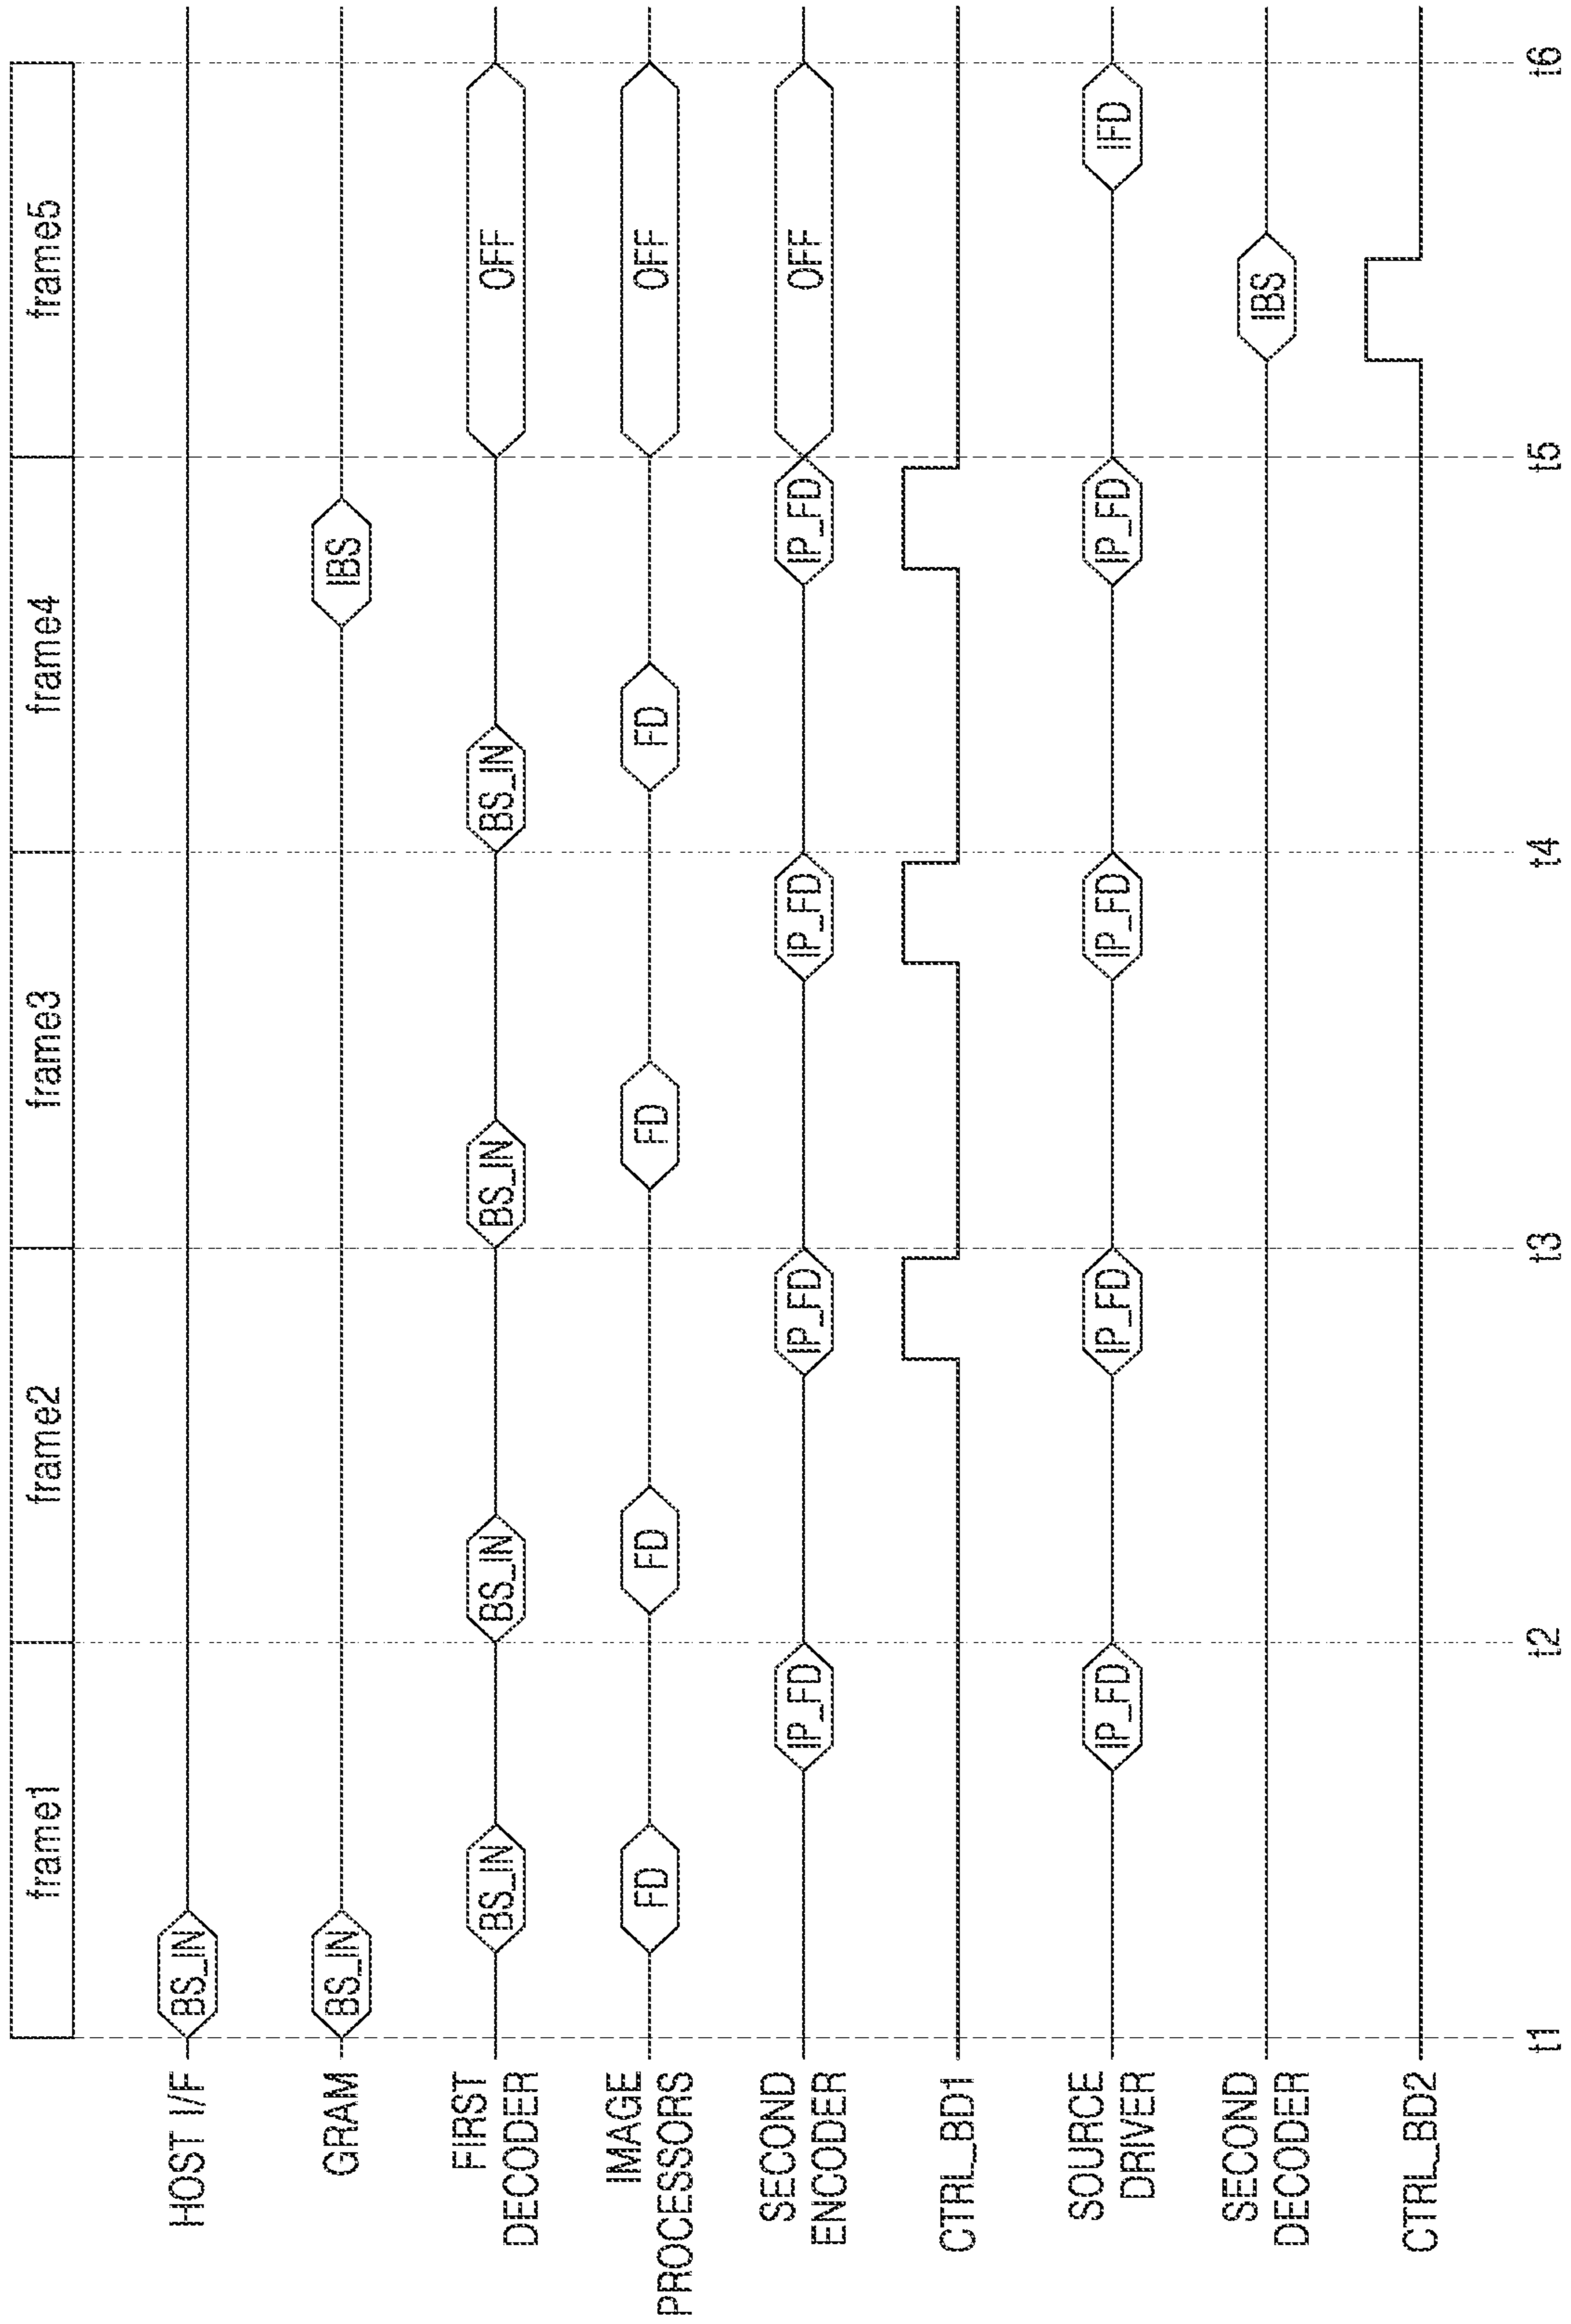 frame1 frame2 frame3 frame4 frame5
HOST I/F BS_IN
GRAM BS_IN IBS
FIRST
DECODER
BS_IN BS_IN BS_IN BS_IN OFF
IMAGE
PROCESSORS
FD FD FD FD OFF
SECOND
ENCODER
IP_FD IP_FD IP_FD IP_FD OFF
CTRL_BD1
SOURCE
DRIVER
IP_FD IP_FD IP_FD IP_FD IFD
SECOND
DECODER
IBS
CTRL_BD2
t1 t2 t3 t4 t5 t6